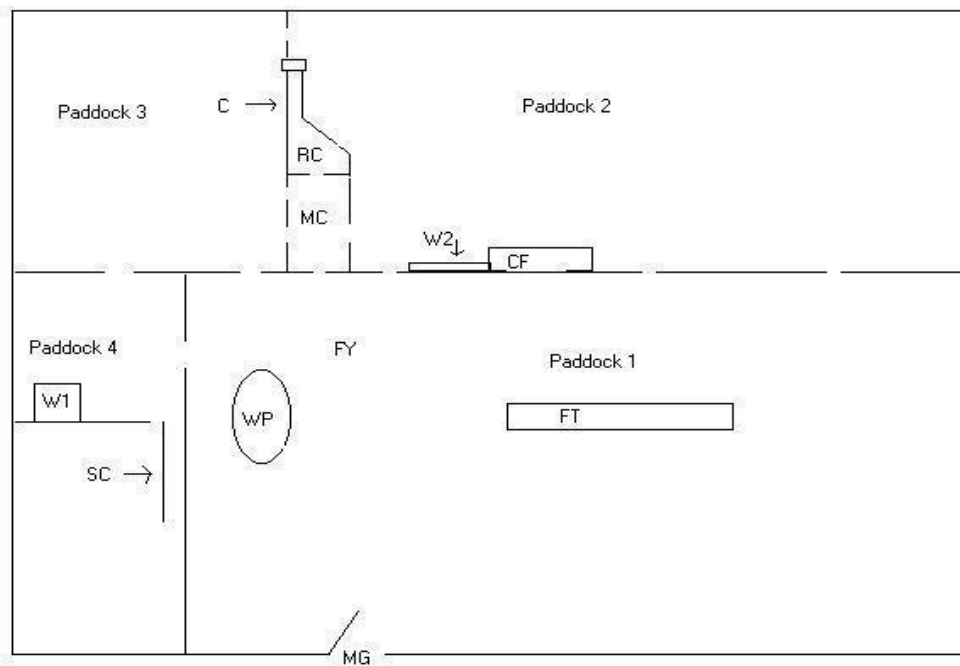 Paddock 3
C
Paddock 2
RC
MC
W2
CF
Paddock 4
FY
Paddock 1
W1
WP
FT
SC
MG